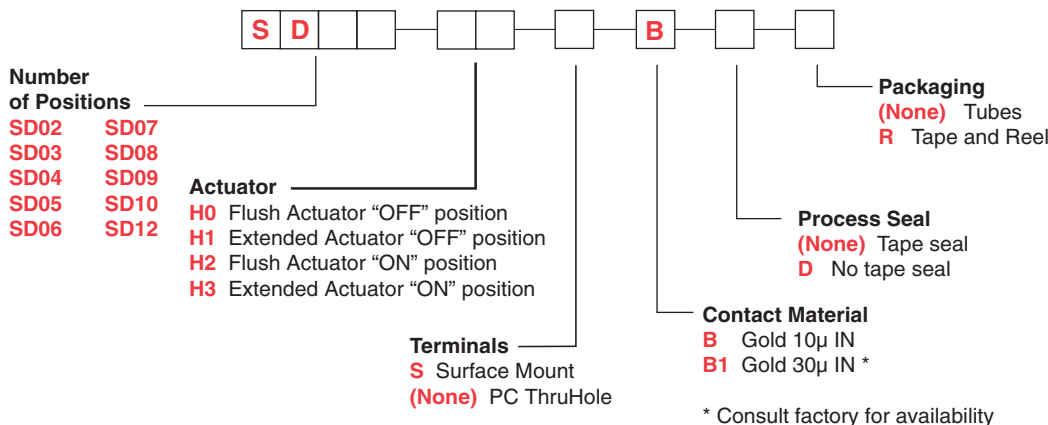 S D B
Number
of Positions
SD02 SD07
SD03 SD08
SD04 SD09
SD05 SD10
SD06 SD12
Actuator
H0 Flush Actuator “OFF” position
H1 Extended Actuator “OFF” position
H2 Flush Actuator “ON” position
H3 Extended Actuator “ON” position
Terminals
S Surface Mount
(None) PC ThruHole
Contact Material
B Gold 10µ IN
B1 Gold 30µ IN *
* Consult factory for availability
Process Seal
(None) Tape seal
D No tape seal
Packaging
(None) Tubes
R Tape and Reel